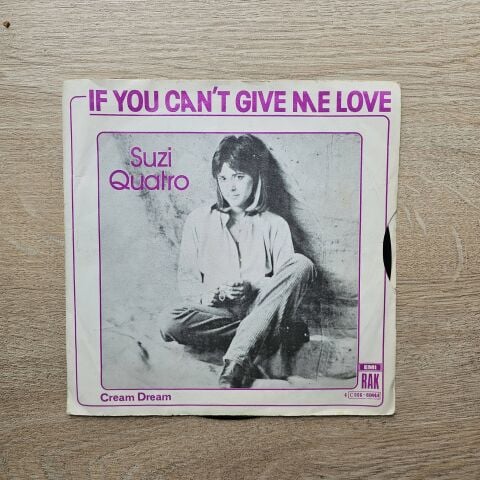 IF YOU CAN'T GIVE ME LOVE
Suzi
Quatro
EMI
RAK
Cream Dream